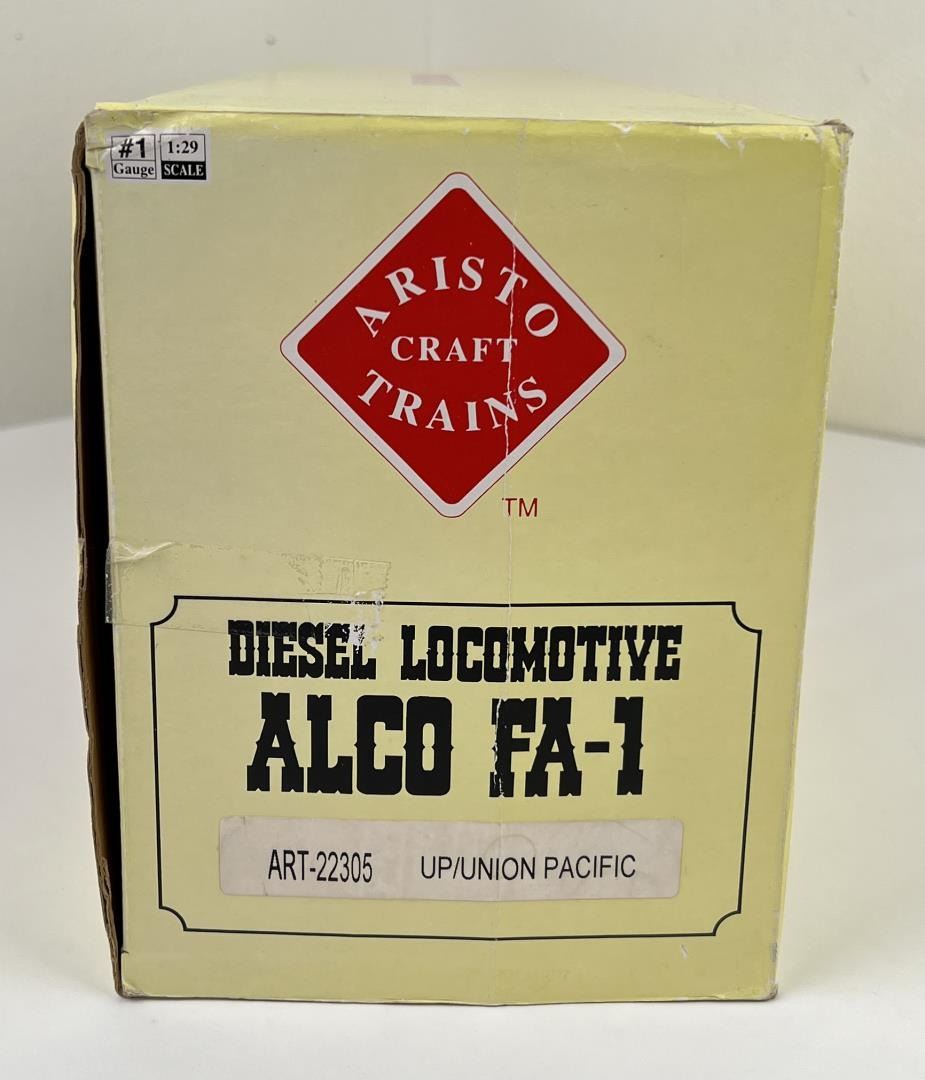 #1 1:29
Gauge SCALE
ARISTO
CRAFT
TRAINS
TM
DIESEL LOCOMOTIVE
ALCO FA-1
ART-22305 UP/UNION PACIFIC